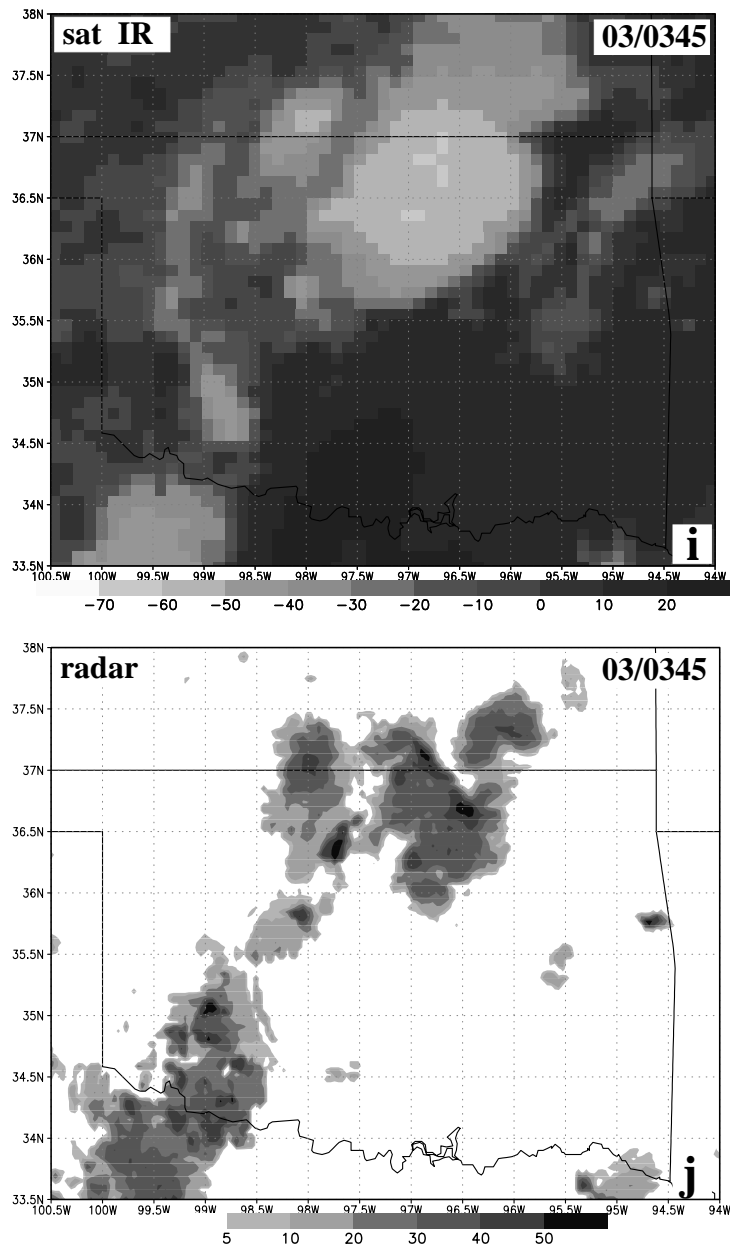 sat IR 03/0345
38N
37.5N
37N
36.5N
36N
35.5N
35N
34.5N
34N
33.5N
i
100.5W 100W 99.5W 99W 98.5W 98W 97.5W 97W 96.5W 96W 95.5W 95W 94.5W 94W
−70 −60 −50 −40 −30 −20 −10 0 10 20
radar 03/0345
38N
37.5N
37N
36.5N
36N
35.5N
35N
34.5N
34N
33.5N
j
100.5W 100W 99.5W 99W 98.5W 98W 97.5W 97W 96.5W 96W 95.5W 95W 94.5W 94W
5 10 20 30 40 50